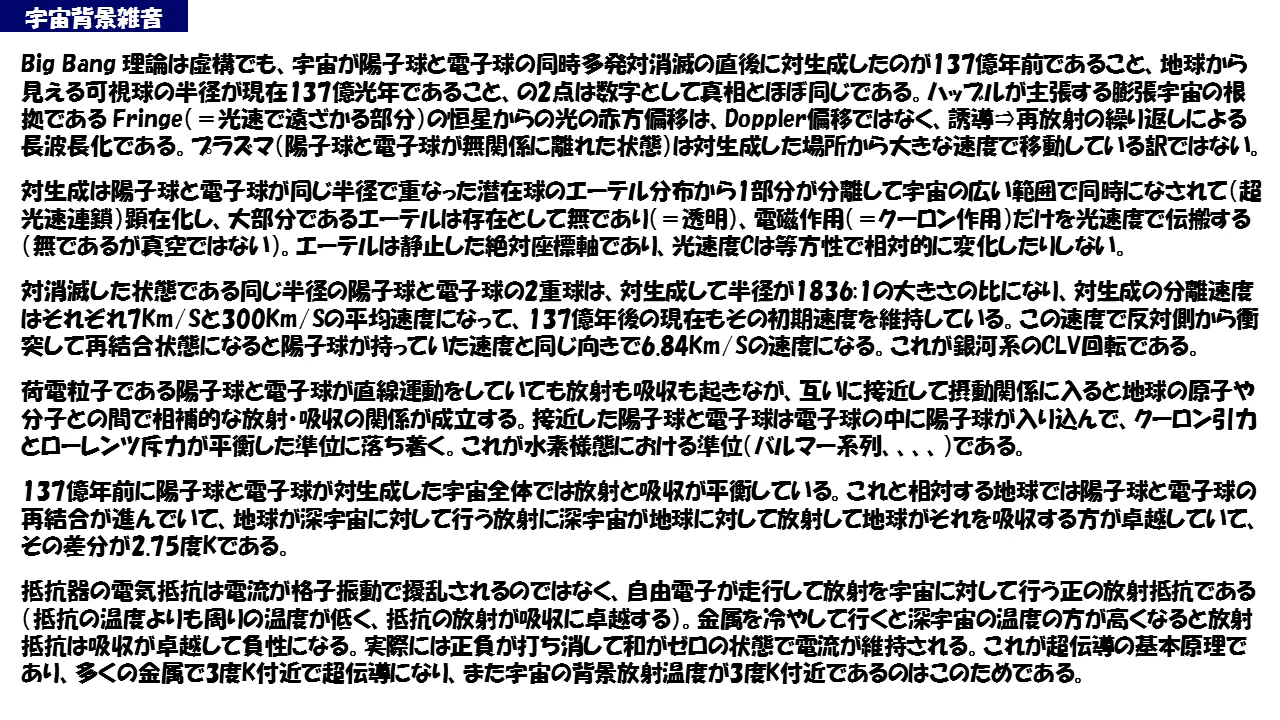 宇宙背景雑音
Big Bang 理論は虚構でも、宇宙が陽子球と電子球の同時多発対消滅の直後に対生成したのが137億年前であること、地球から
見える可視球の半径が現在137億光年であること、の2点は数字として真相とほぼ同じである。ハッブルが主張する膨張宇宙の根
拠である Fringe(=光速で遠ざかる部分)の恒星からの光の赤方偏移は、Doppler偏移ではなく、誘導⇒再放射の繰り返しによる
長波長化である。プラズマ(陽子球と電子球が無関係に離れた状態)は対生成した場所から大きな速度で移動している訳ではない。
対生成は陽子球と電子球が同じ半径で重なった潜在球のエーテル分布から1部分が分離して宇宙の広い範囲で同時になされて(超
光速連鎖)顕在化し、大部分であるエーテルは存在として無であり(=透明)、電磁作用(=クーロン作用)だけを光速度で伝搬する
(無であるが真空ではない)。エーテルは静止した絶対座標軸であり、光速度Cは等方性で相対的に変化したりしない。
対消滅した状態である同じ半径の陽子球と電子球の2重球は、対生成して半径が1836:1の大きさの比になり、対生成の分離速度
はそれぞれ7Km/Sと300Km/Sの平均速度になって、137億年後の現在もその初期速度を維持している。この速度で反対側から衝
突して再結合状態になると陽子球が持っていた速度と同じ向きで6.84Km/Sの速度になる。これが銀河系のCLV回転である。
荷電粒子である陽子球と電子球が直線運動をしていても放射も吸収も起きなが、互いに接近して摂動関係に入ると地球の原子や
分子との間で相補的な放射・吸収の関係が成立する。接近した陽子球と電子球は電子球の中に陽子球が入り込んで、クーロン引力
とローレンツ斥力が平衡した準位に落ち着く。これが水素様態における準位(バルマー系列、、、、)である。
137億年前に陽子球と電子球が対生成した宇宙全体では放射と吸収が平衡している。これと相対する地球では陽子球と電子球の
再結合が進んでいて、地球が深宇宙に対して行う放射に深宇宙が地球に対して放射して地球がそれを吸収する方が卓越していて、
その差分が2.75度Kである。
抵抗器の電気抵抗は電流が格子振動で擾乱されるのではなく、自由電子が走行して放射を宇宙に対して行う正の放射抵抗である
(抵抗の温度よりも周りの温度が低く、抵抗の放射が吸収に卓越する)。金属を冷やして行くと深宇宙の温度の方が高くなると放射
抵抗は吸収が卓越して負性になる。実際には正負が打ち消して和がゼロの状態で電流が維持される。これが超伝導の基本原理で
あり、多くの金属で3度K付近で超伝導になり、また宇宙の背景放射温度が3度K付近であるのはこのためである。